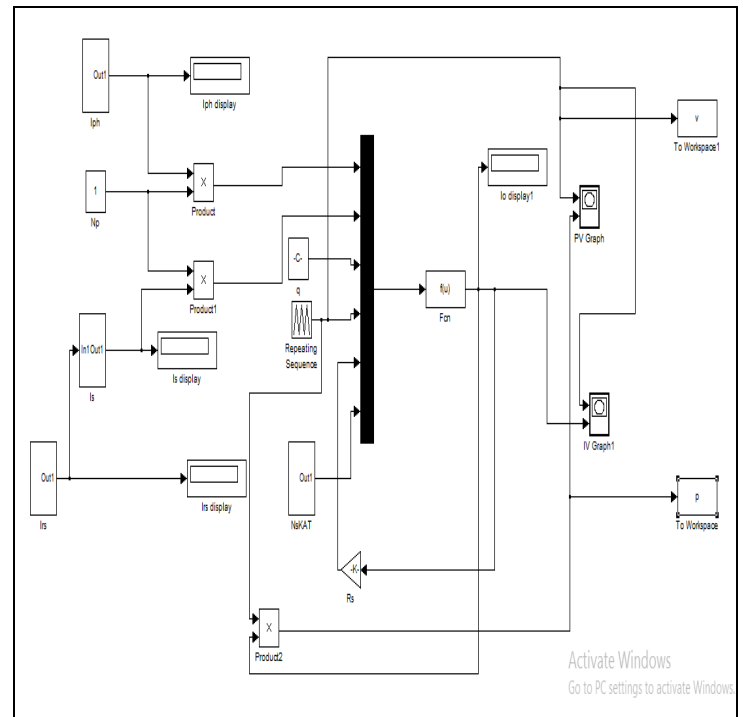 Out1
Iph
Iph display
v
To Workspace1
1
Np
X
Product
Io display1
PV Graph
-C-
q
X
Product1
f(u)
Fcn
Repeating
Sequence
In1Out1
Is
Is display
IV Graph1
Out1
Irs
Irs display
Out1
NsKAT
p
To Workspace
-K-
Rs
X
Product2
Activate Windows
Go to PC settings to activate Windows.